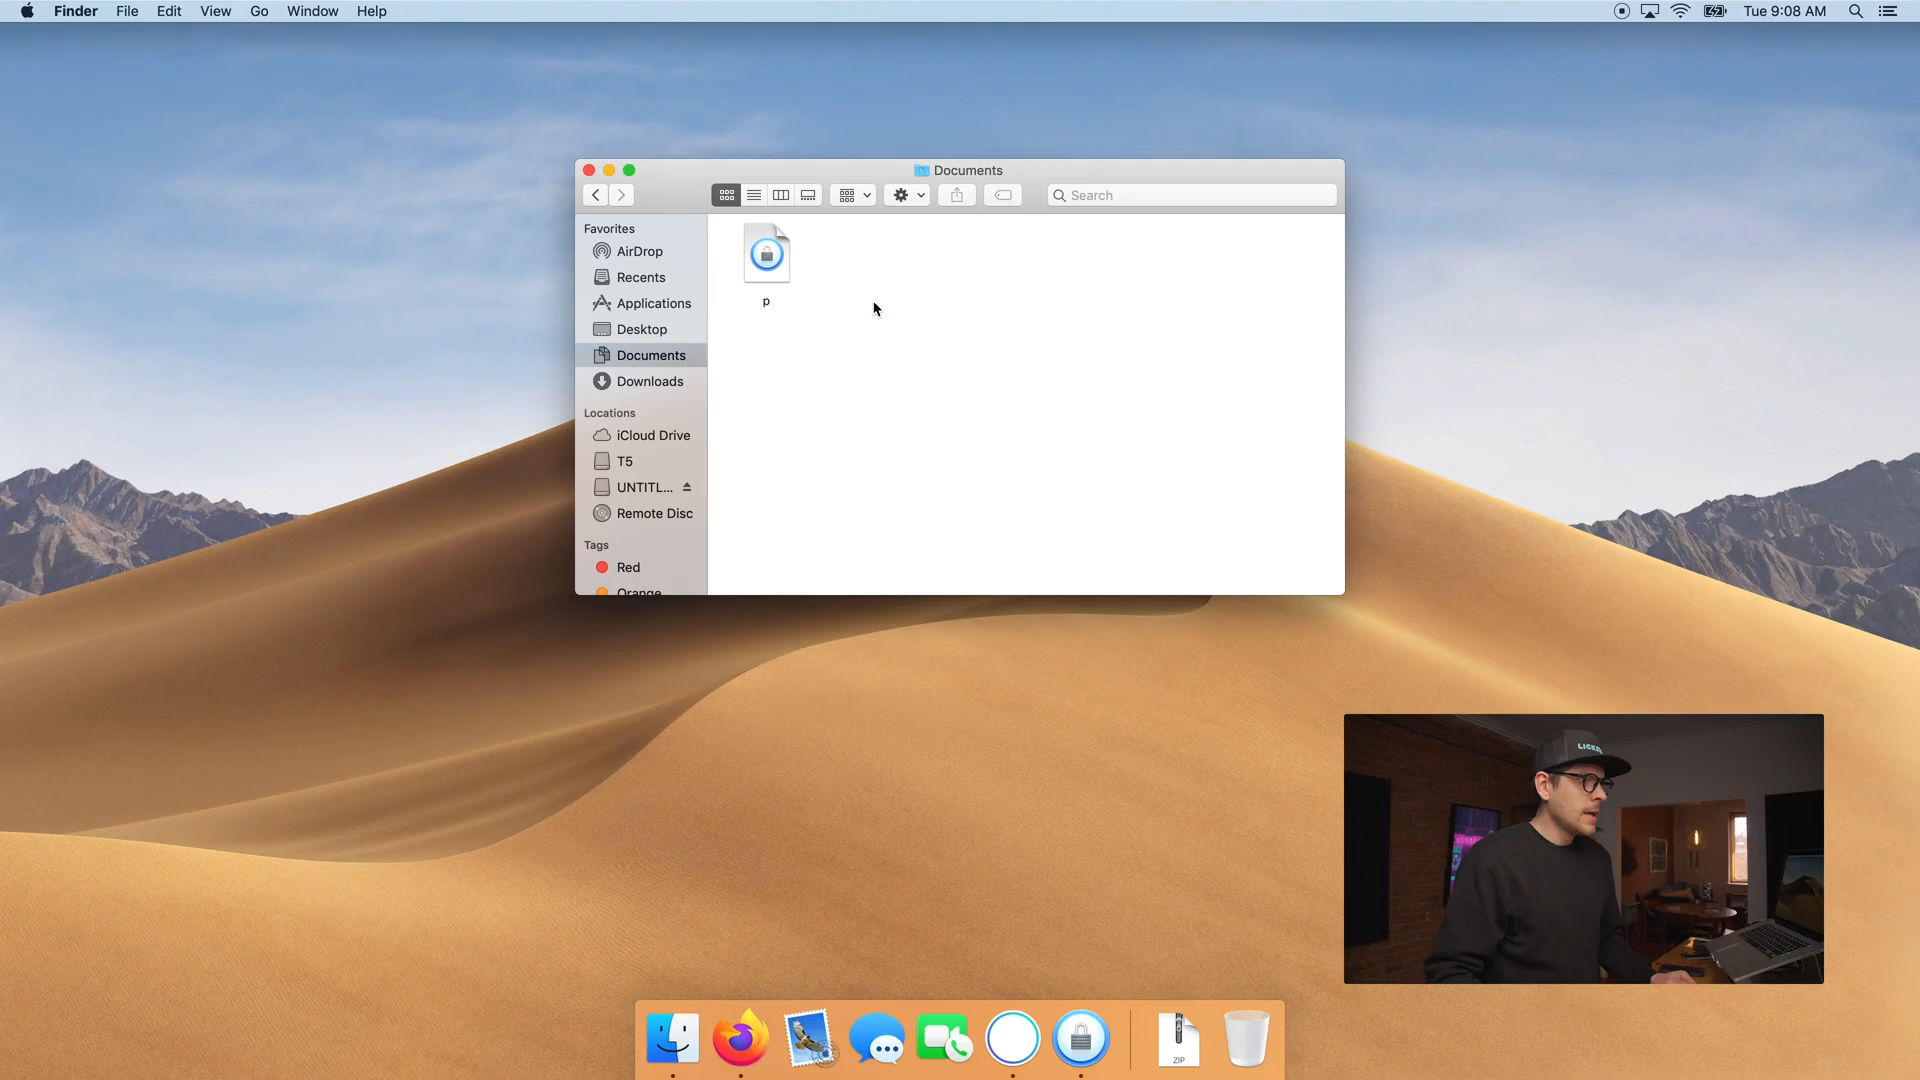 Finder File Edit View Go Window Help Tue 9:08 AM
Documents
Search
Favorites
AirDrop
Recents
Applications
Desktop
Documents
Downloads
Locations
iCloud Drive
T5
UNTITL...
Remote Disc
Tags
Red
Orange
p
ZIP